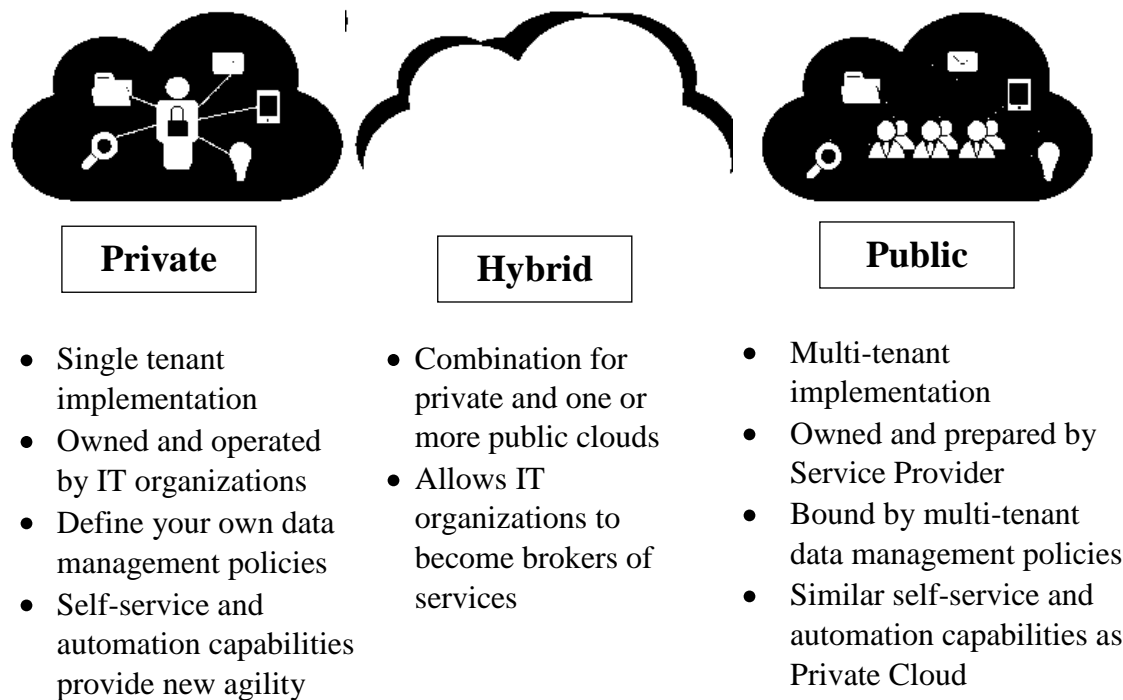 Private
Single tenant
implementation
Owned and operated
by IT organizations
Define your own data
management policies
Self-service and
automation capabilities
provide new agility
Hybrid
Combination for
private and one or
more public clouds
Allows IT
organizations to
become brokers of
services
Public
Multi-tenant
implementation
Owned and prepared by
Service Provider
Bound by multi-tenant
data management policies
Similar self-service and
automation capabilities as
Private Cloud